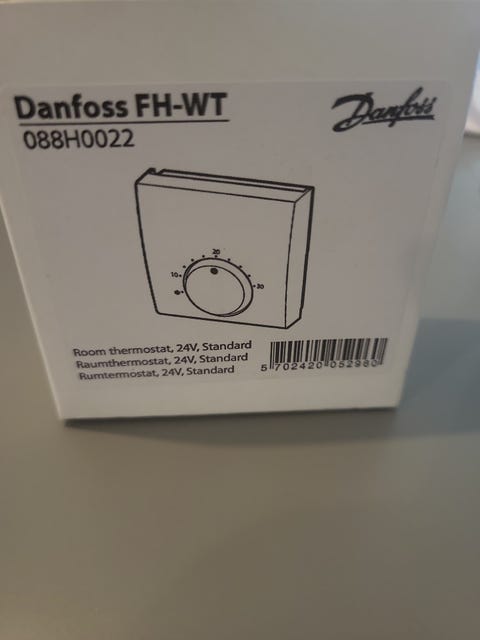 Danfoss FH-WT
088H0022
Danfoss
20
10
30
Room thermostat, 24V, Standard
Raumthermostat, 24V, Standard
Rumtermostat, 24V, Standard
5 702420 052980